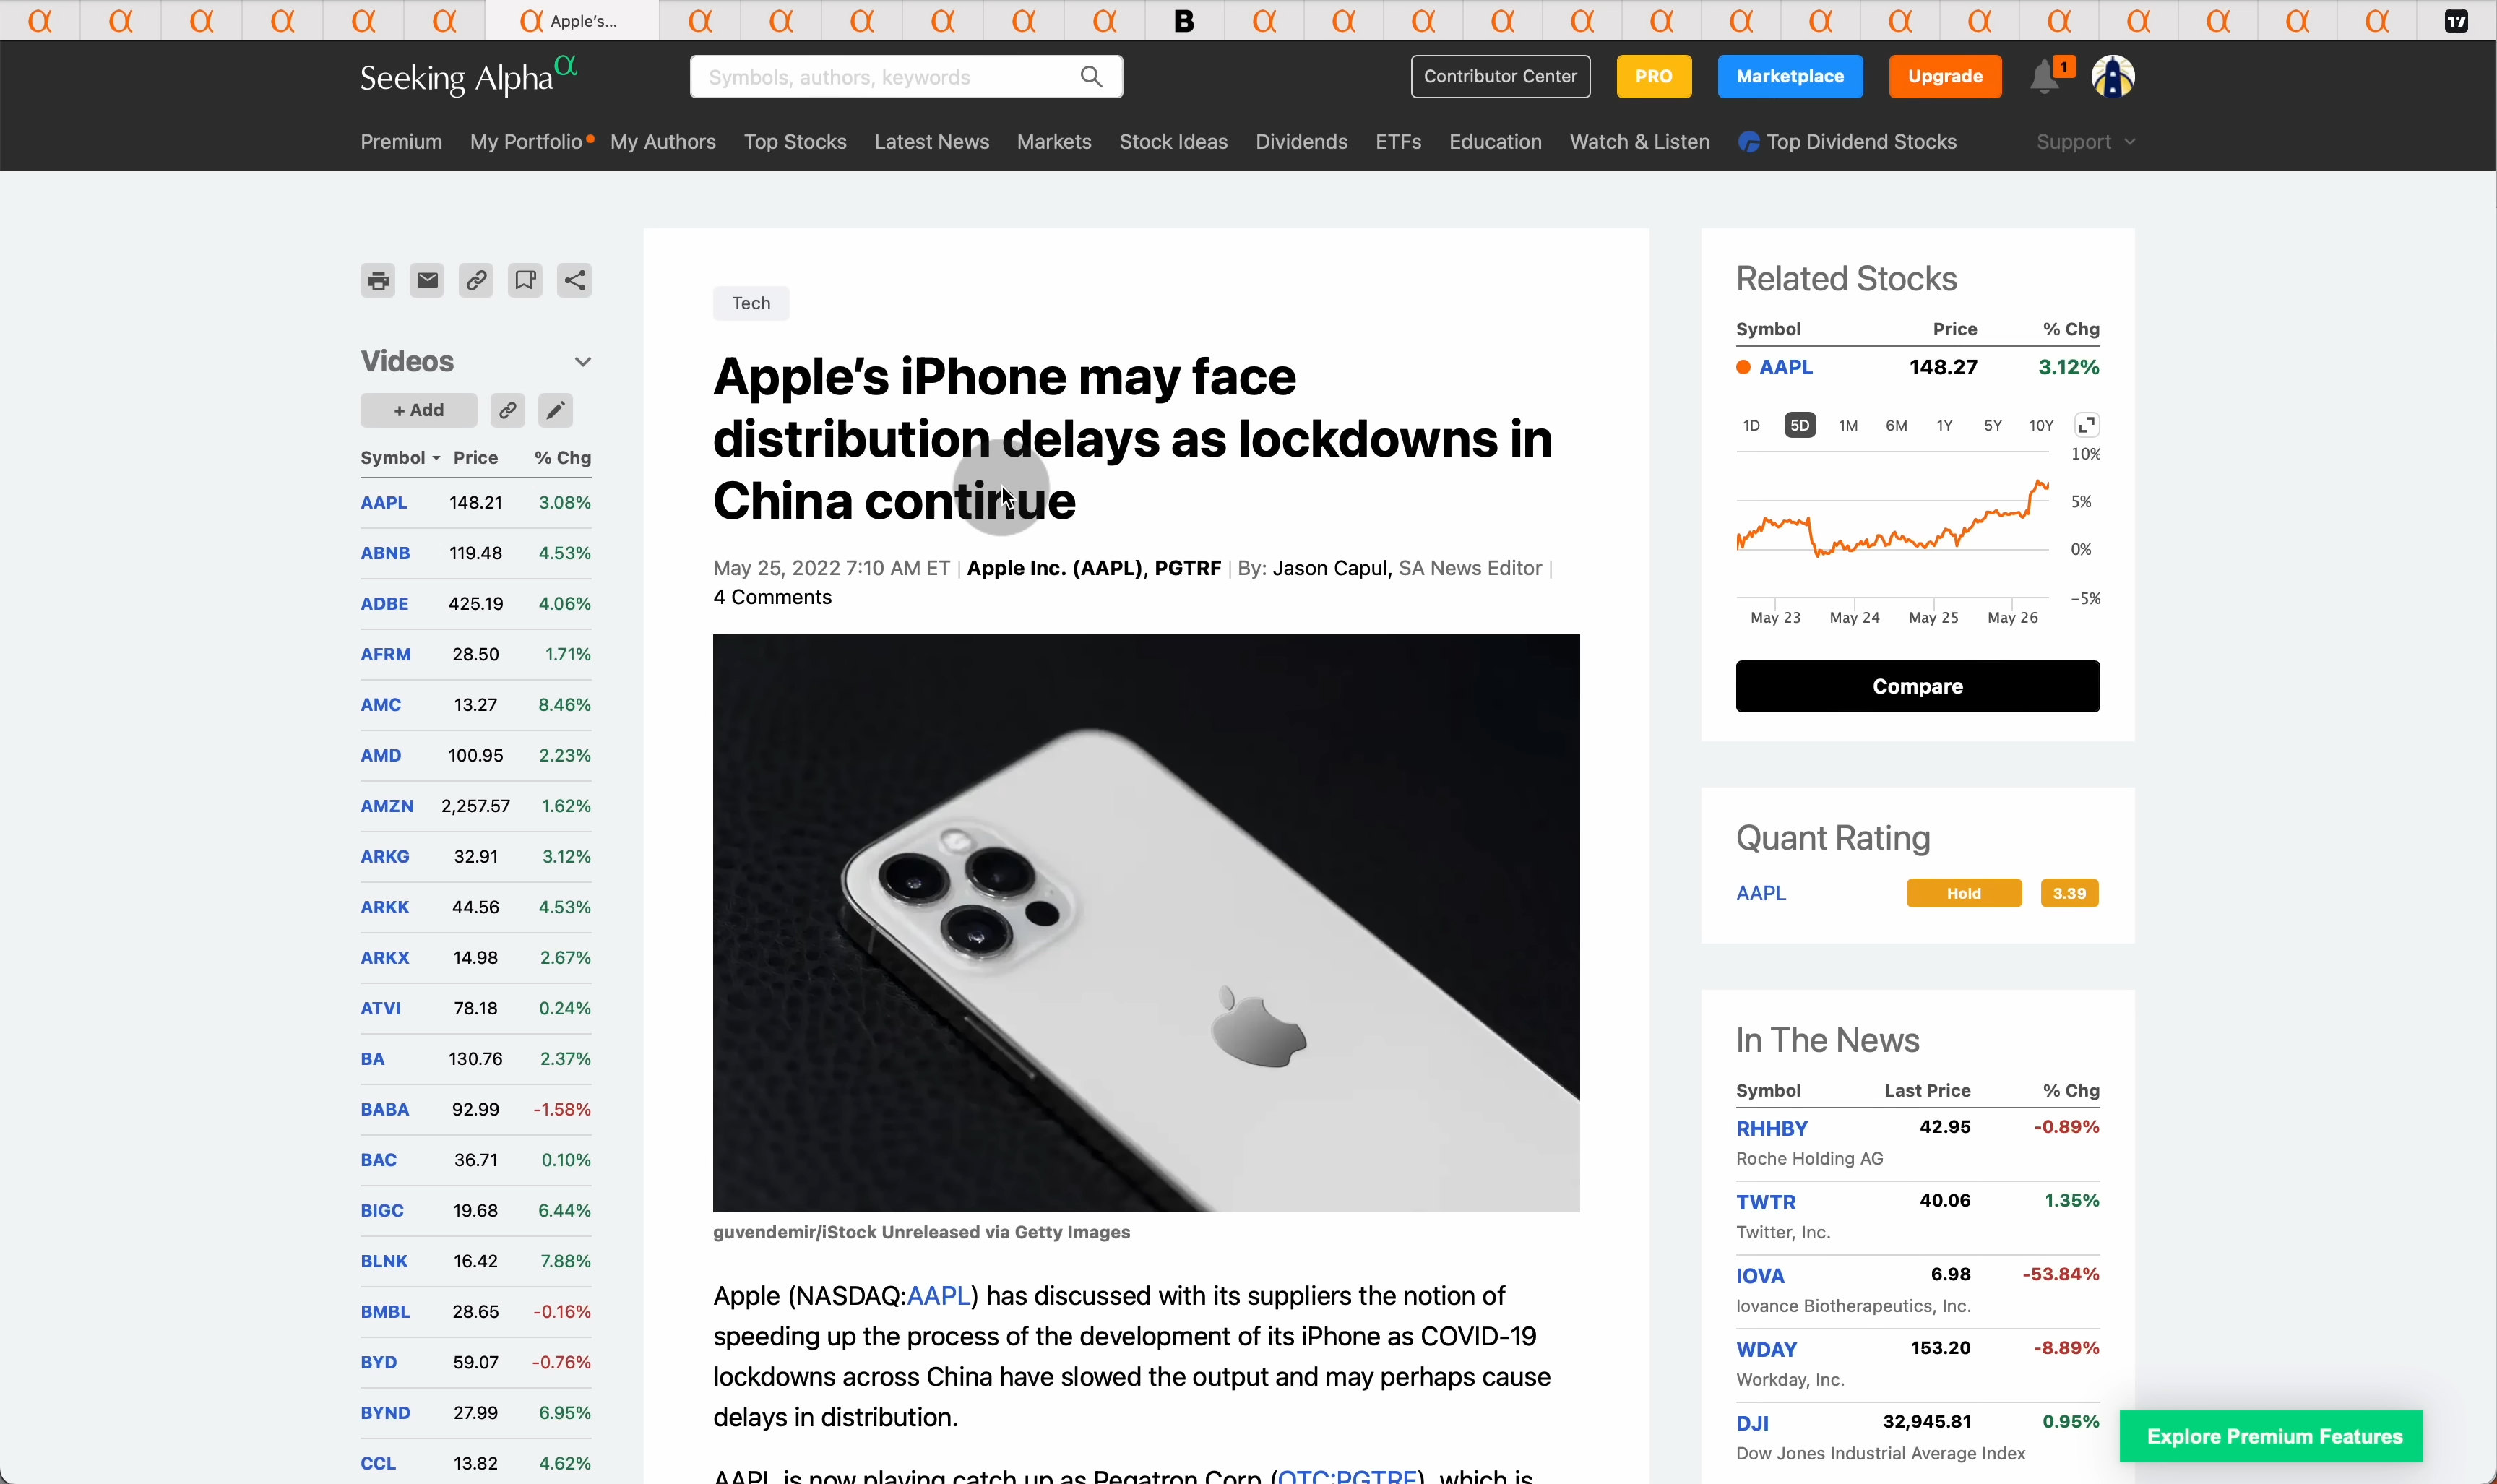 Apple's...
B
Seeking Alpha α
Symbols, authors, keywords
Contributor Center
PRO
Marketplace
Upgrade
1
Premium My Portfolio My Authors Top Stocks Latest News Markets Stock Ideas Dividends ETFs Education Watch & Listen Top Dividend Stocks Support
Videos
+ Add
Symbol Price % Chg
AAPL 148.21 3.08%
ABNB 119.48 4.53%
ADBE 425.19 4.06%
AFRM 28.50 1.71%
AMC 13.27 8.46%
AMD 100.95 2.23%
AMZN 2,257.57 1.62%
ARKG 32.91 3.12%
ARKK 44.56 4.53%
ARKX 14.98 2.67%
ATVI 78.18 0.24%
BA 130.76 2.37%
BABA 92.99 -1.58%
BAC 36.71 0.10%
BIGC 19.68 6.44%
BLNK 16.42 7.88%
BMBL 28.65 -0.16%
BYD 59.07 -0.76%
BYND 27.99 6.95%
CCL 13.82 4.62%
Tech
Apple's iPhone may face
distribution delays as lockdowns in
China continue
May 25, 2022 7:10 AM ET | Apple Inc. (AAPL), PGTRF | By: Jason Capul, SA News Editor |
4 Comments
guvendemir/iStock Unreleased via Getty Images
Apple (NASDAQ:AAPL) has discussed with its suppliers the notion of
speeding up the process of the development of its iPhone as COVID-19
lockdowns across China have slowed the output and may perhaps cause
delays in distribution.
AAPL is now playing catch up as Pegatron Corp (OTC:PGTRF), which is
Related Stocks
Symbol Price % Chg
AAPL 148.27 3.12%
1D 5D 1M 6M 1Y 5Y 10Y
10%
5%
0%
-5%
May 23 May 24 May 25 May 26
Compare
Quant Rating
AAPL Hold 3.39
In The News
Symbol Last Price % Chg
RHHBY 42.95 -0.89%
Roche Holding AG
TWTR 40.06 1.35%
Twitter, Inc.
IOVA 6.98 -53.84%
Iovance Biotherapeutics, Inc.
WDAY 153.20 -8.89%
Workday, Inc.
DJI 32,945.81 0.95%
Dow Jones Industrial Average Index
Explore Premium Features